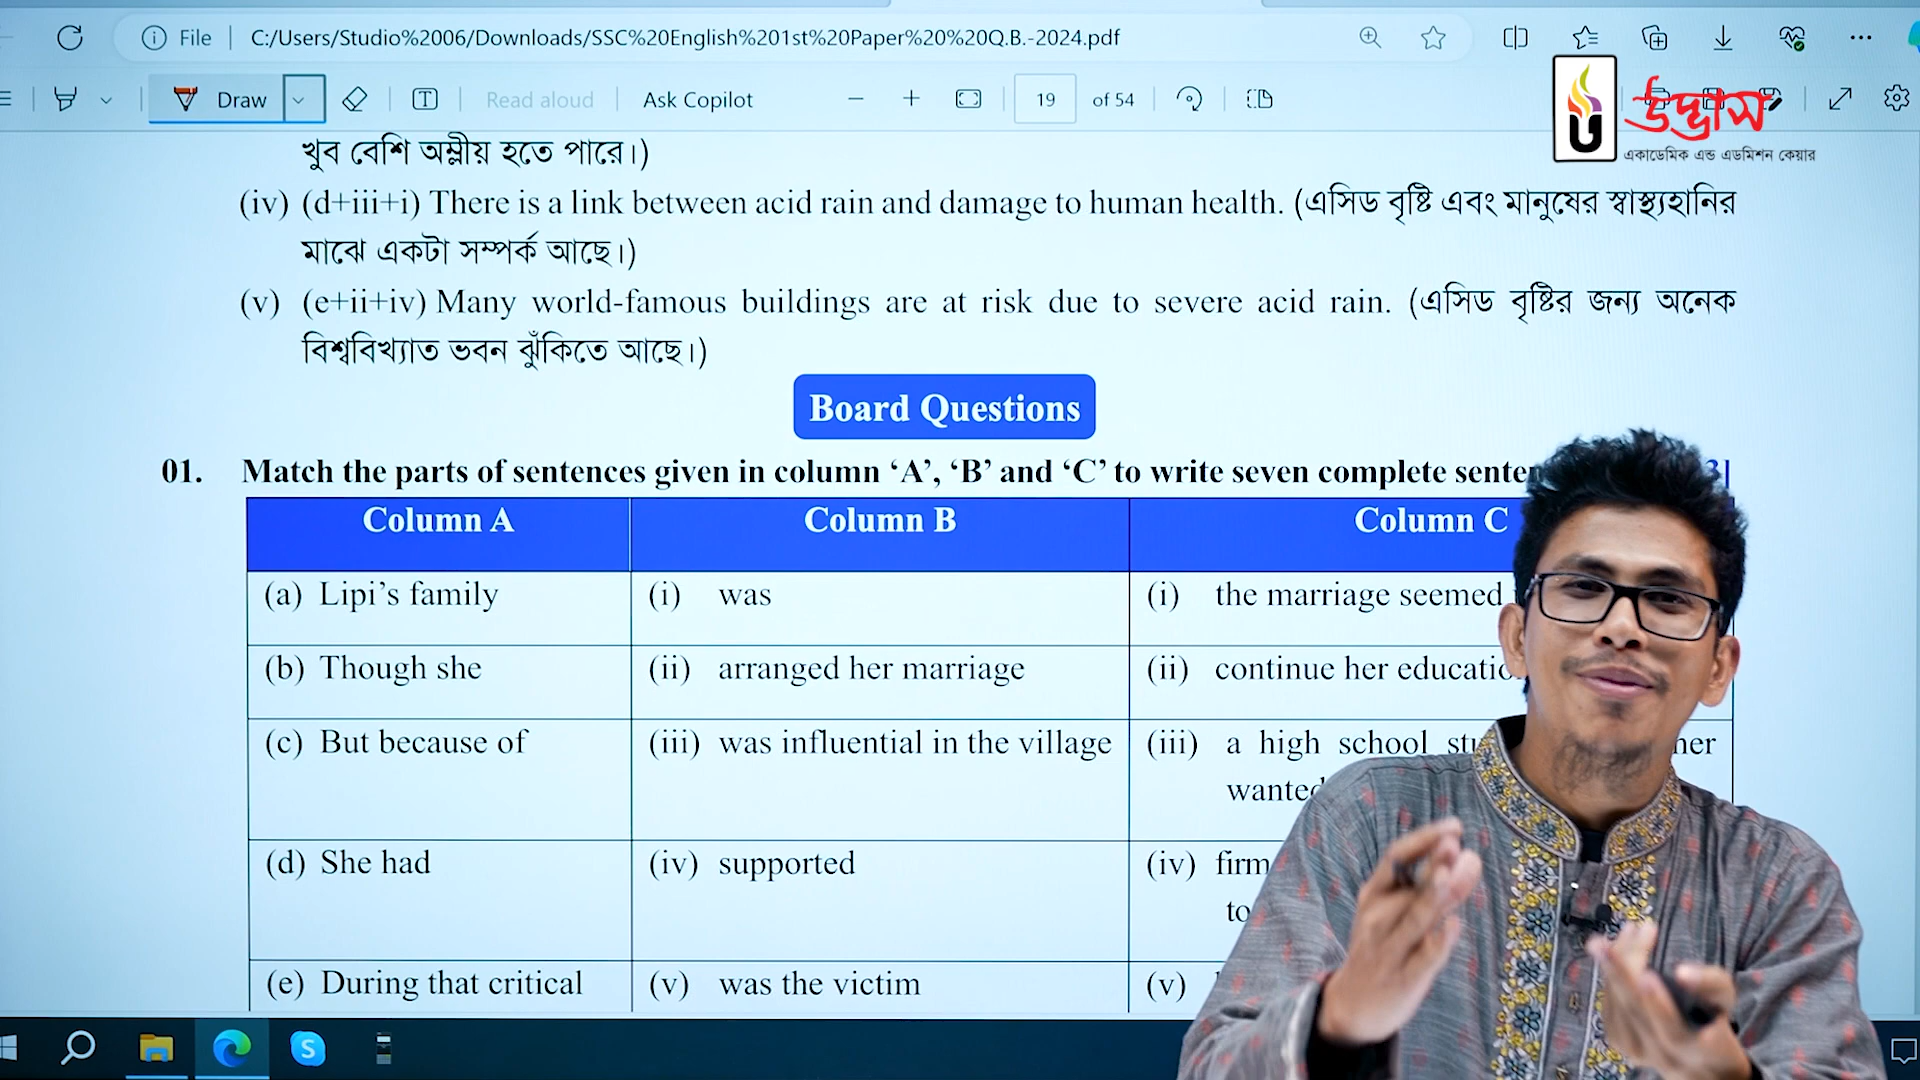 File
C:/Users/Studio%2006/Downloads/SSC%20English%201st%20Paper%20%20Q.B.-2024.pdf
Draw
T
Read aloud
Ask Copilot
19 of 54
উদ্ভাস
একাডেমিক এন্ড এডমিশন কেয়ার
খুব বেশি অম্লীয় হতে পারে।)
(iv) (d+iii+i) There is a link between acid rain and damage to human health. (এসিড বৃষ্টি এবং মানুষের স্বাস্থ্যহানির
মাঝে একটা সম্পর্ক আছে।)
(v) (e+ii+iv) Many world-famous buildings are at risk due to severe acid rain. (এসিড বৃষ্টির জন্য অনেক
বিশ্ববিখ্যাত ভবন ঝুঁকিতে আছে।)
Board Questions
01. Match the parts of sentences given in column ‘A’, ‘B’ and ‘C’ to write seven complete
Column A Column B Column C
(a) Lipi’s family (i) was (i) the marriage seemed
(b) Though she (ii) arranged her marriage (ii) continue her
(c) But because of (iii) was influential in the village (iii) a high school
(d) She had (iv) supported (iv)
to
(e) During that critical (v) was the victim (v)